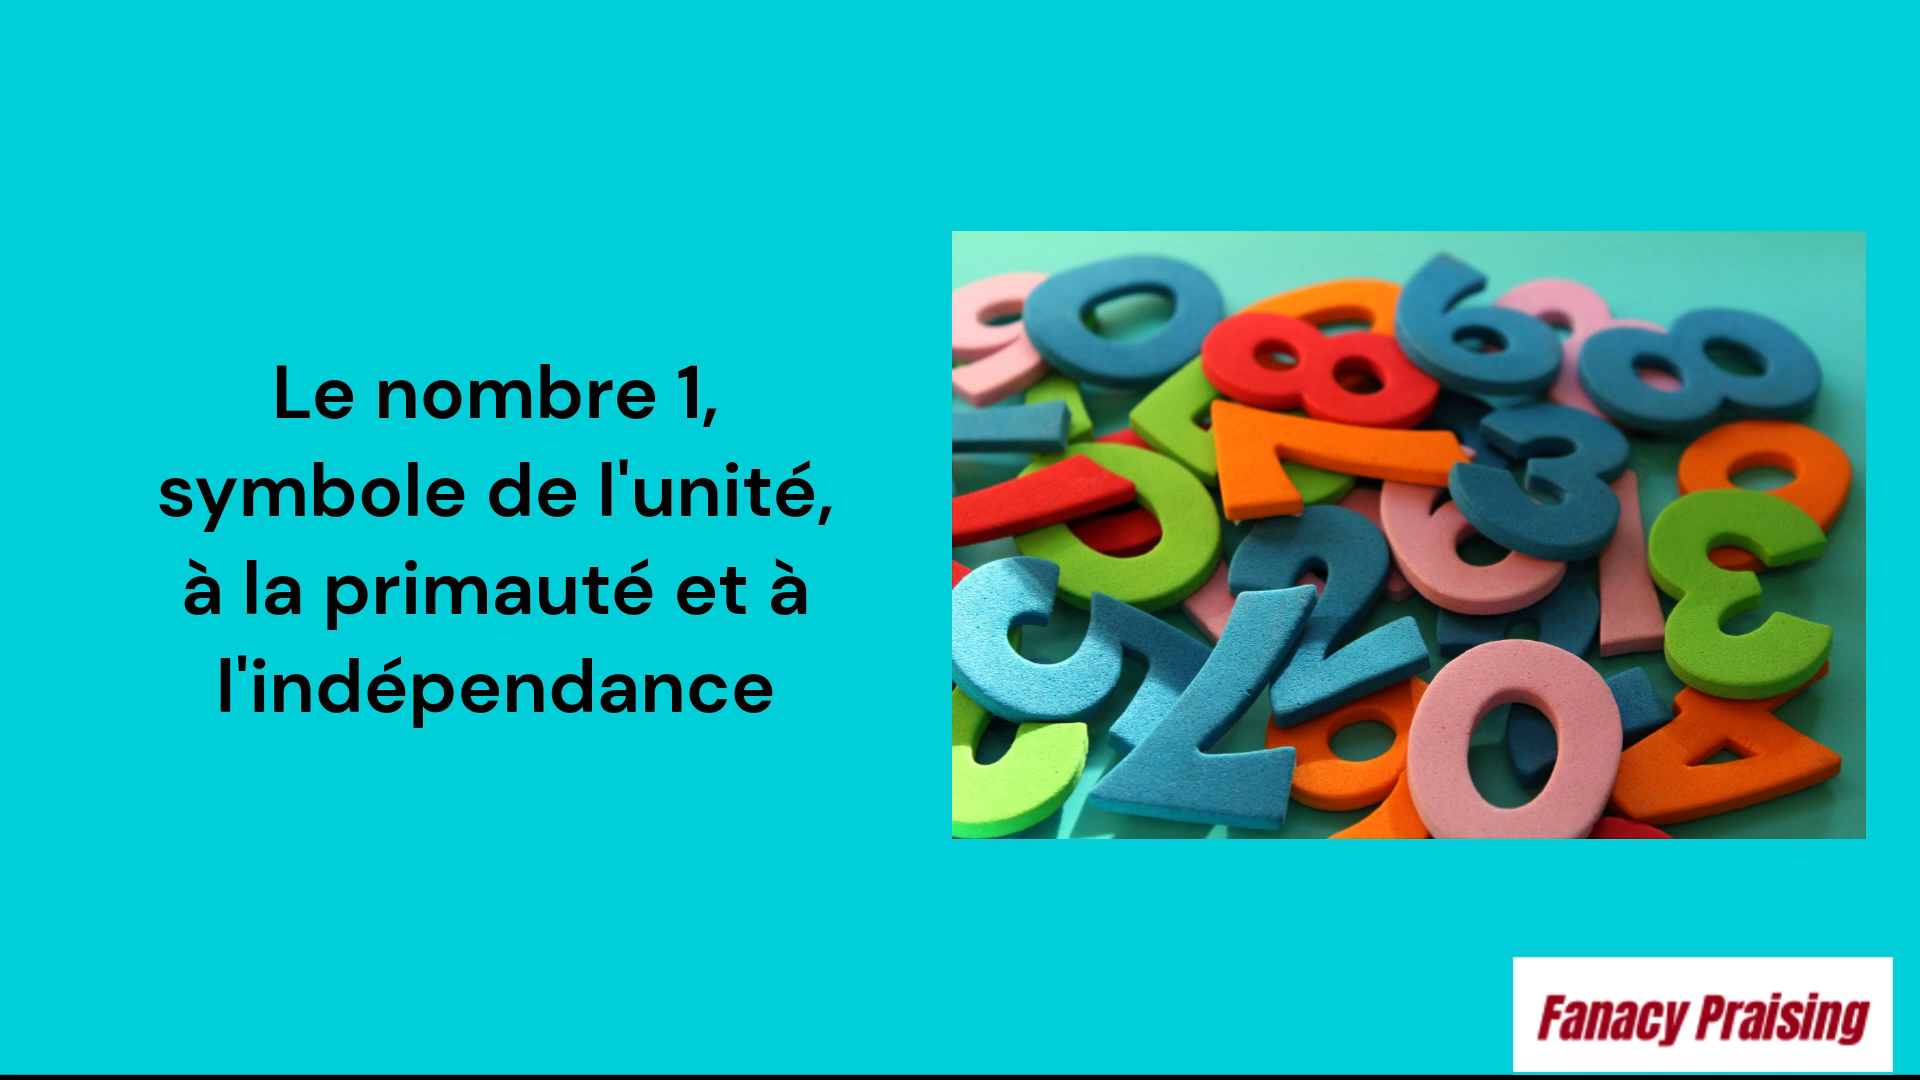 Le nombre 1,
symbole de l'unité,
à la primauté et à
l'indépendance
Fanacy Praising